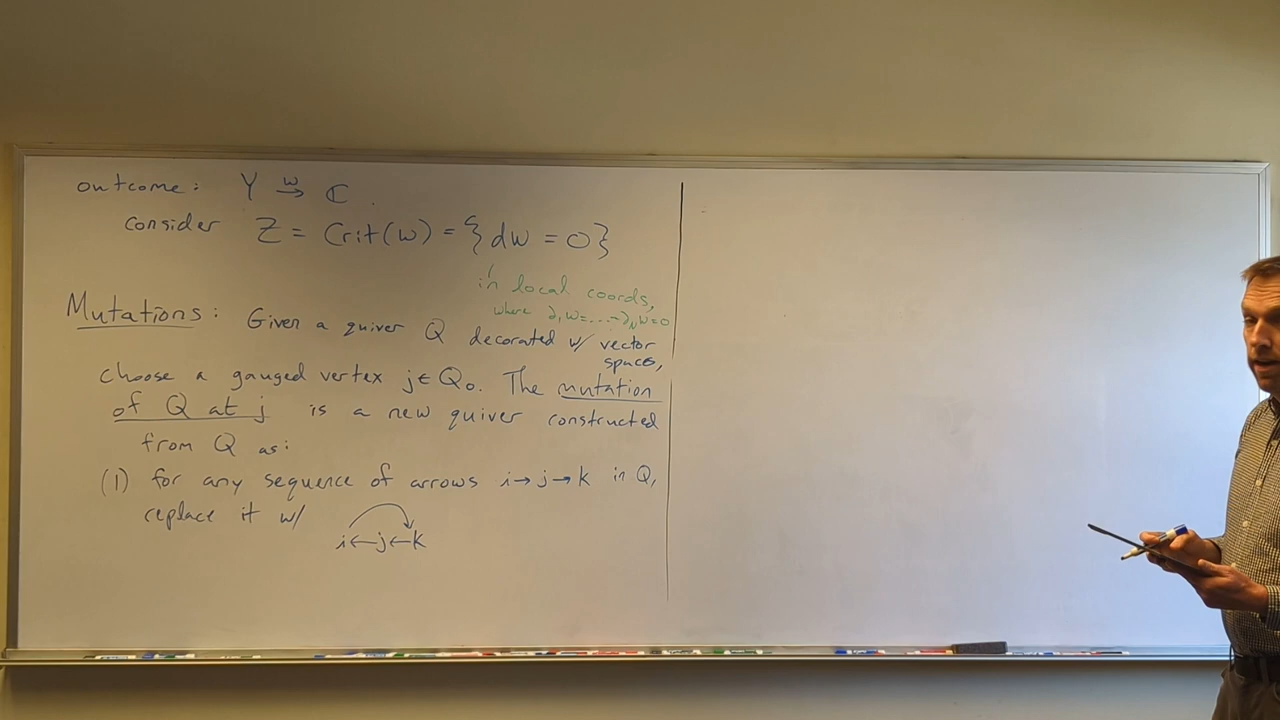 outcome: Y →^w ℂ.
consider Z = Crit(w) = {dw = 0}
in local coords,
where ∂₁w=....=∂_N w=0
Mutations: Given a quiver Q decorated w/ vector
spaces,
choose a gauged vertex j∈Q₀. The mutation
of Q at j is a new quiver constructed
from Q as:
(1) for any sequence of arrows i→j→k in Q,
replace it w/
i←j←k